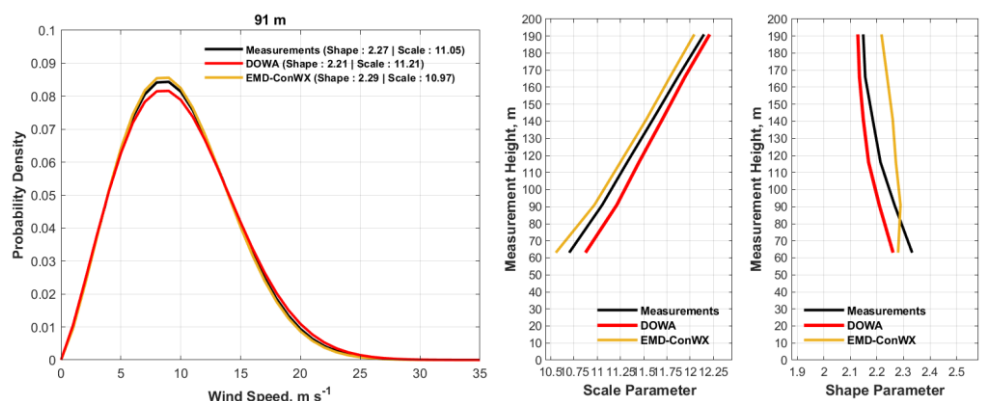 91 m
0.1
0.09
0.08
0.07
0.06
0.05
0.04
0.03
0.02
0.01
0
Probability Density
Measurements (Shape : 2.27 | Scale : 11.05)
DOWA (Shape : 2.21 | Scale : 11.21)
EMD-ConWX (Shape : 2.29 | Scale : 10.97)
0 5 10 15 20 25 30 35
Wind Speed, m s⁻¹
200
190
180
170
160
150
140
130
120
110
100
90
80
70
60
50
40
30
20
10
0
Measurement Height, m
Measurements
DOWA
EMD-ConWX
10.5 10.75 11 11.25 11.5 11.75 12 12.25
Scale Parameter
200
190
180
170
160
150
140
130
120
110
100
90
80
70
60
50
40
30
20
10
0
Measurement Height, m
Measurements
DOWA
EMD-ConWX
1.9 2 2.1 2.2 2.3 2.4 2.5
Shape Parameter